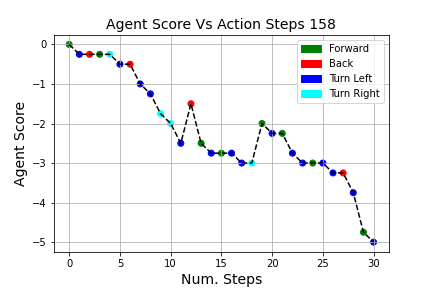 Agent Score Vs Action Steps 158
Forward
Back
Turn Left
Turn Right
Agent Score
0
−1
−2
−3
−4
−5
0 5 10 15 20 25 30
Num. Steps